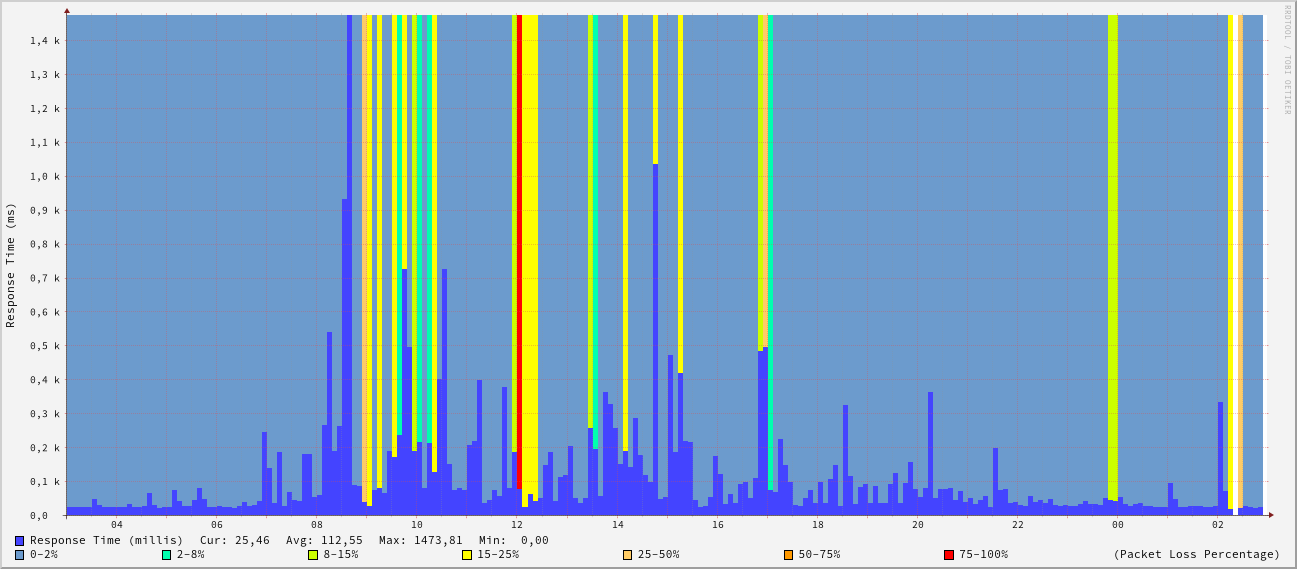 RRDTOOL / TOBI OETIKER
Response Time (ms)
1,4 k
1,3 k
1,2 k
1,1 k
1,0 k
0,9 k
0,8 k
0,7 k
0,6 k
0,5 k
0,4 k
0,3 k
0,2 k
0,1 k
0,0
04 06 08 10 12 14 16 18 20 22 00 02
Response Time (millis) Cur: 25,46 Avg: 112,55 Max: 1473,81 Min: 0,00
0-2% 2-8% 8-15% 15-25% 25-50% 50-75% 75-100% (Packet Loss Percentage)